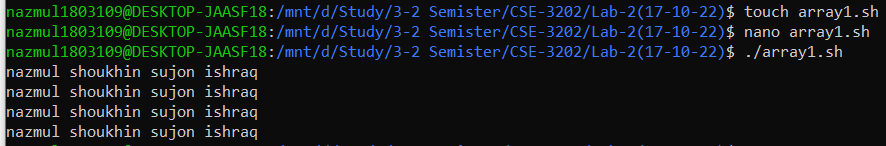 nazmul1803109@DESKTOP-JAASF18:/mnt/d/Study/3-2 Semister/CSE-3202/Lab-2(17-10-22)$ touch array1.sh
nazmul1803109@DESKTOP-JAASF18:/mnt/d/Study/3-2 Semister/CSE-3202/Lab-2(17-10-22)$ nano array1.sh
nazmul1803109@DESKTOP-JAASF18:/mnt/d/Study/3-2 Semister/CSE-3202/Lab-2(17-10-22)$ ./array1.sh
nazmul shoukhin sujon ishraq
nazmul shoukhin sujon ishraq
nazmul shoukhin sujon ishraq
nazmul shoukhin sujon ishraq